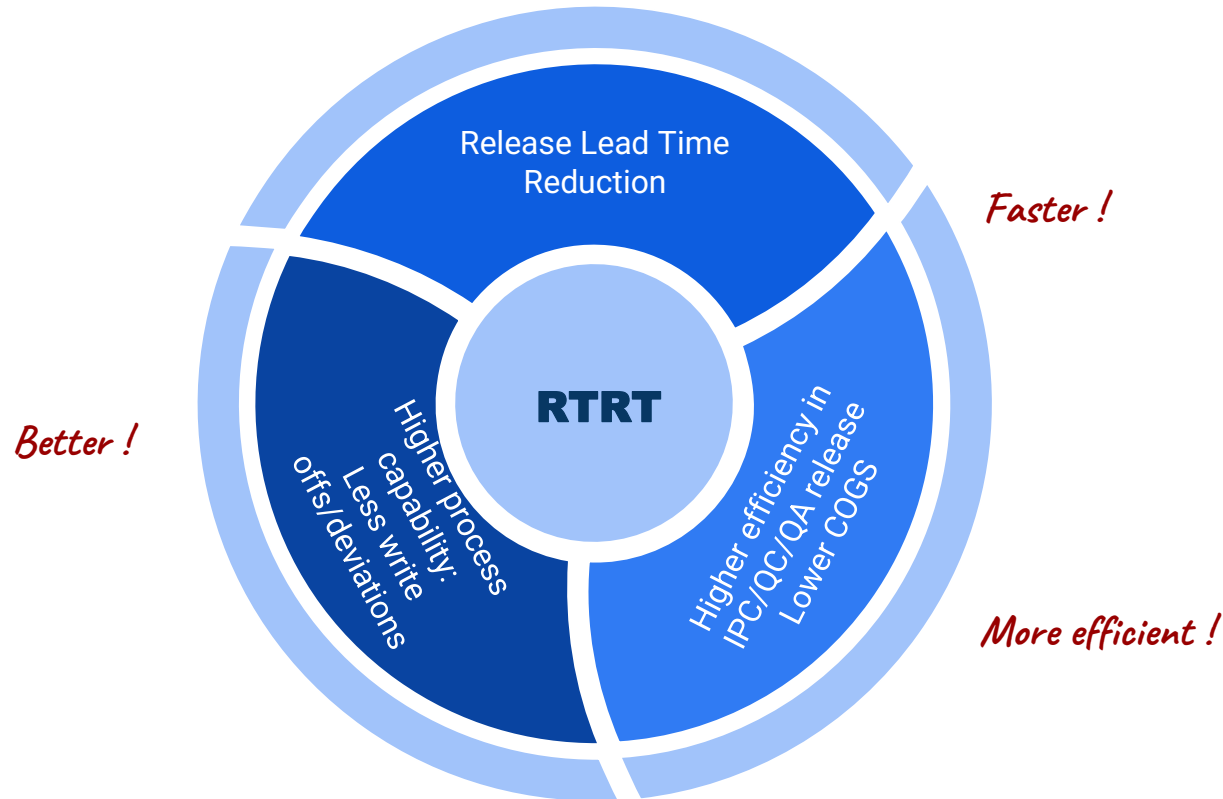 Release Lead Time
Reduction
Faster !
RTRT
Higher efficiency in
IPC/QC/QA release
Lower COGS
More efficient !
Higher process
capability:
Less write
offs/deviations
Better !